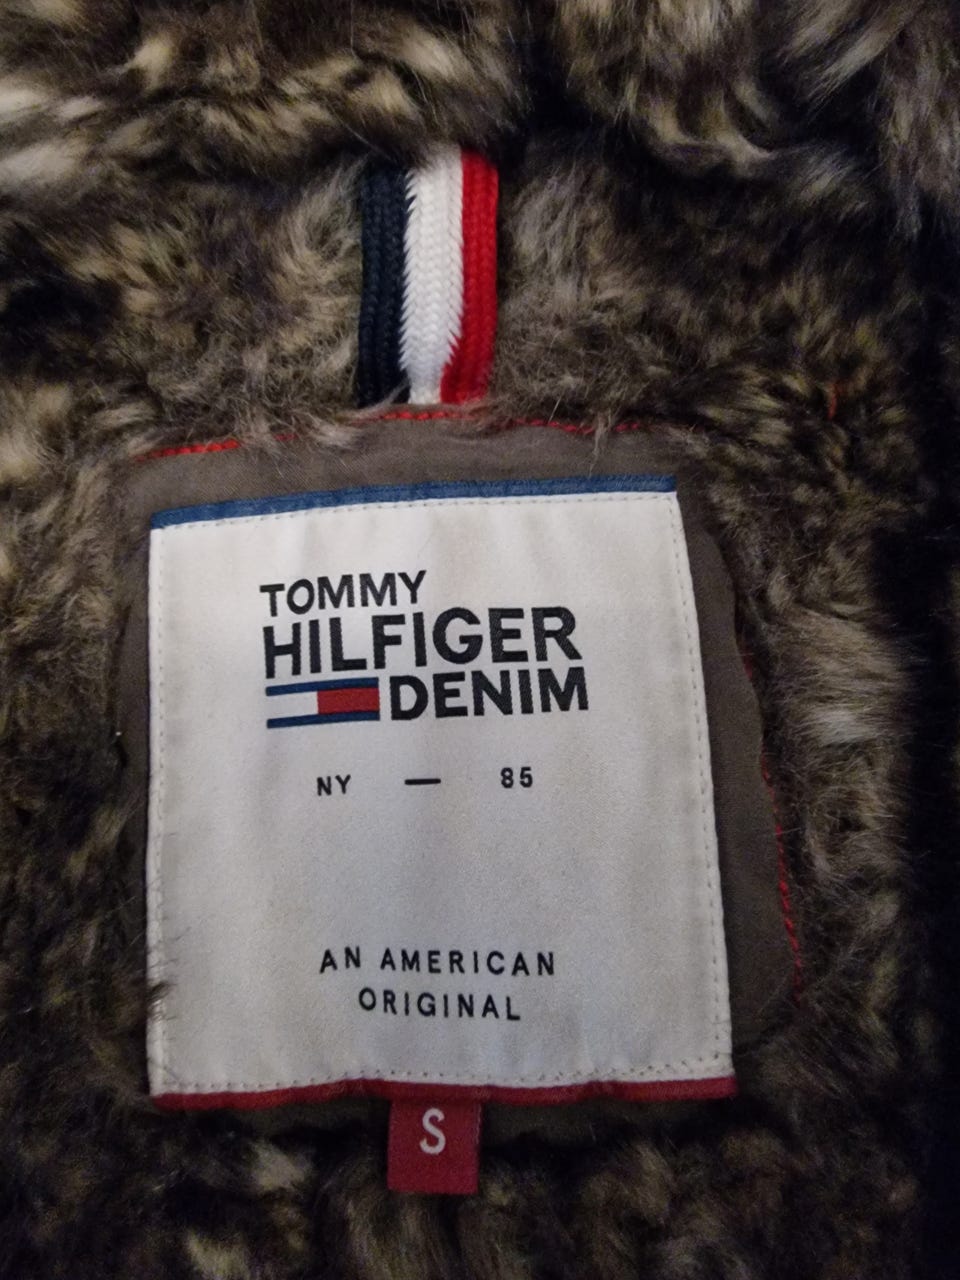 TOMMY
HILFIGER
DENIM
NY — 85
AN AMERICAN
ORIGINAL
S